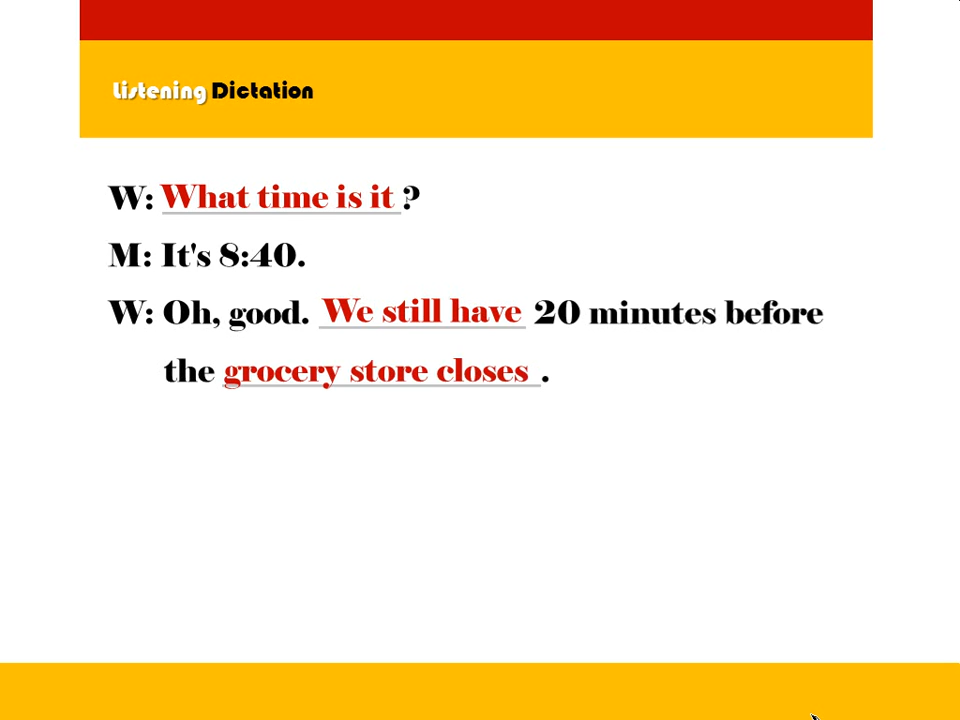 Listening Dictation
W: What time is it?
M: It's 8:40.
W: Oh, good. We still have 20 minutes before
the grocery store closes.